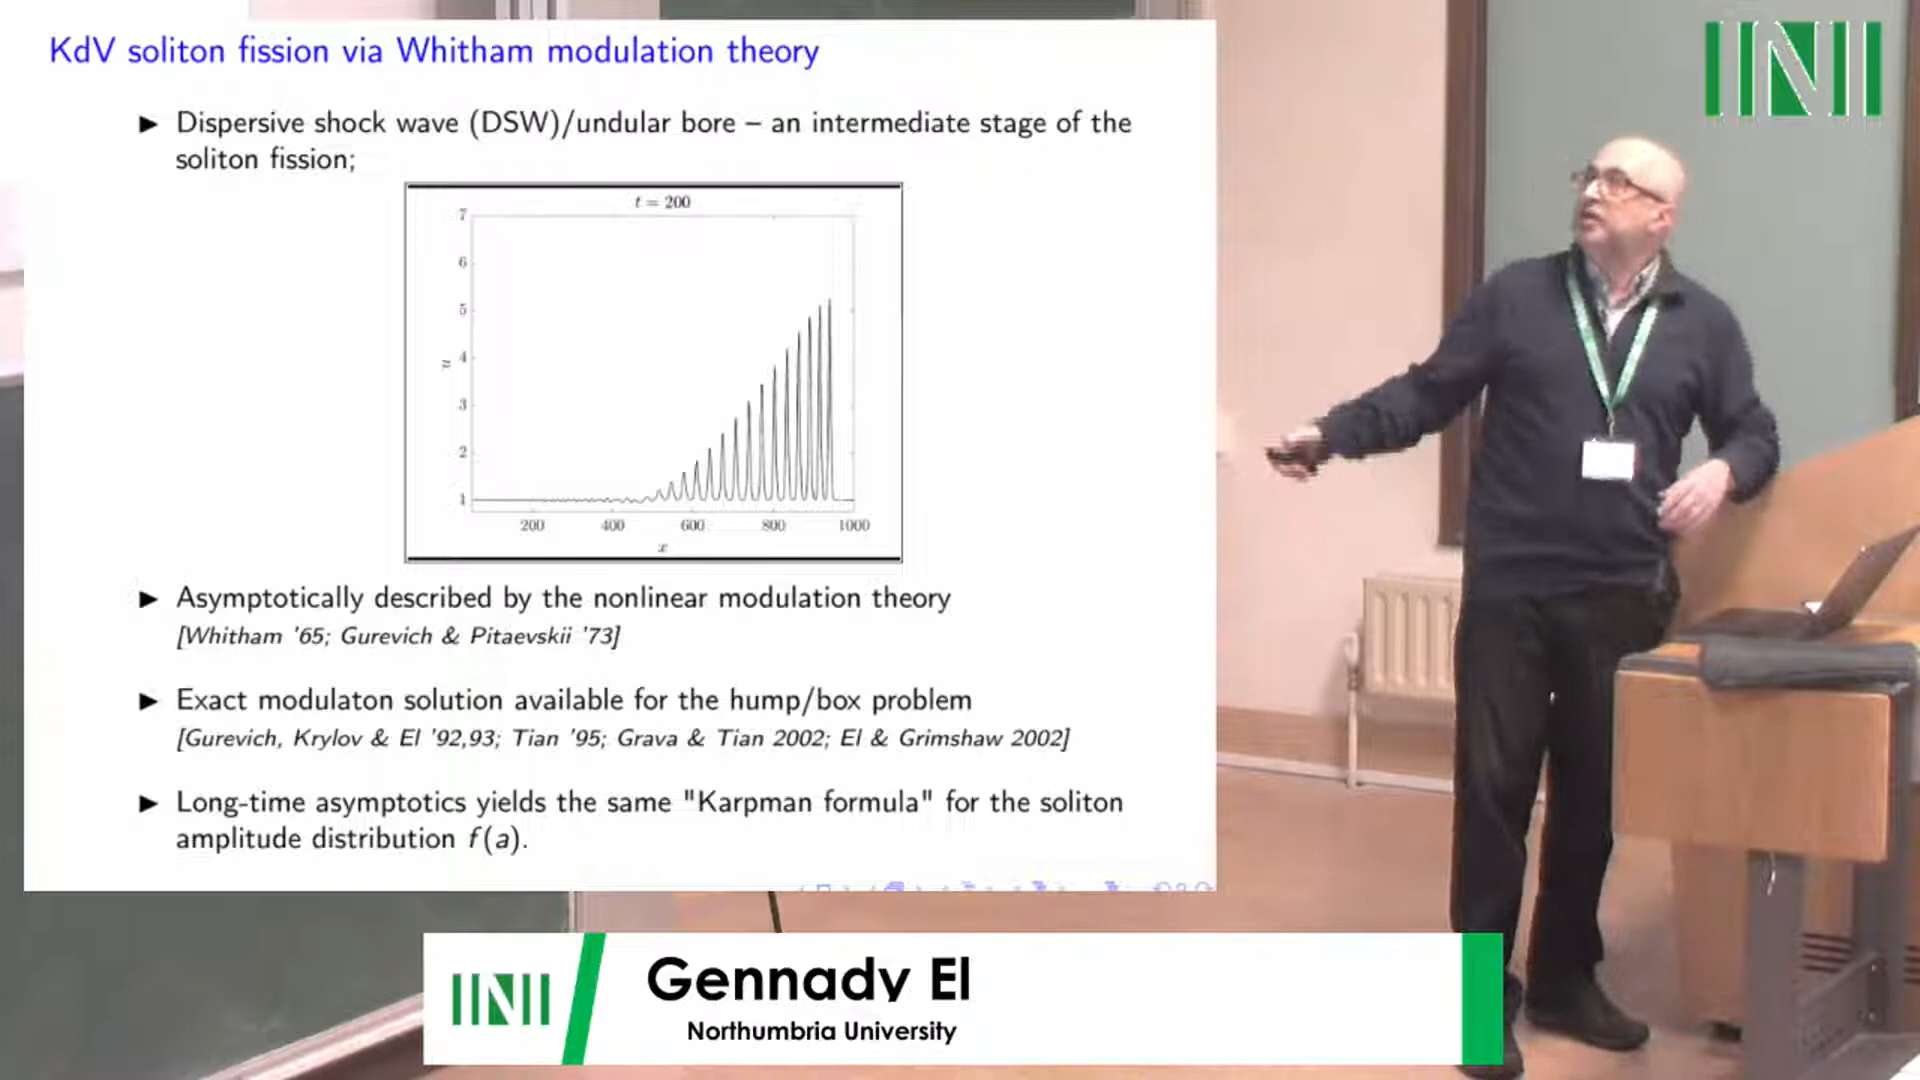 KdV soliton fission via Whitham modulation theory
► Dispersive shock wave (DSW)/undular bore – an intermediate stage of the
soliton fission;
t = 200
7
6
5
4
3
2
1
u
200 400 600 800 1000
x
► Asymptotically described by the nonlinear modulation theory
[Whitham '65; Gurevich & Pitaevskii '73]
► Exact modulaton solution available for the hump/box problem
[Gurevich, Krylov & El '92,93; Tian '95; Grava & Tian 2002; El & Grimshaw 2002]
► Long-time asymptotics yields the same "Karpman formula" for the soliton
amplitude distribution f(a).
INI
INI
Gennady El
Northumbria University